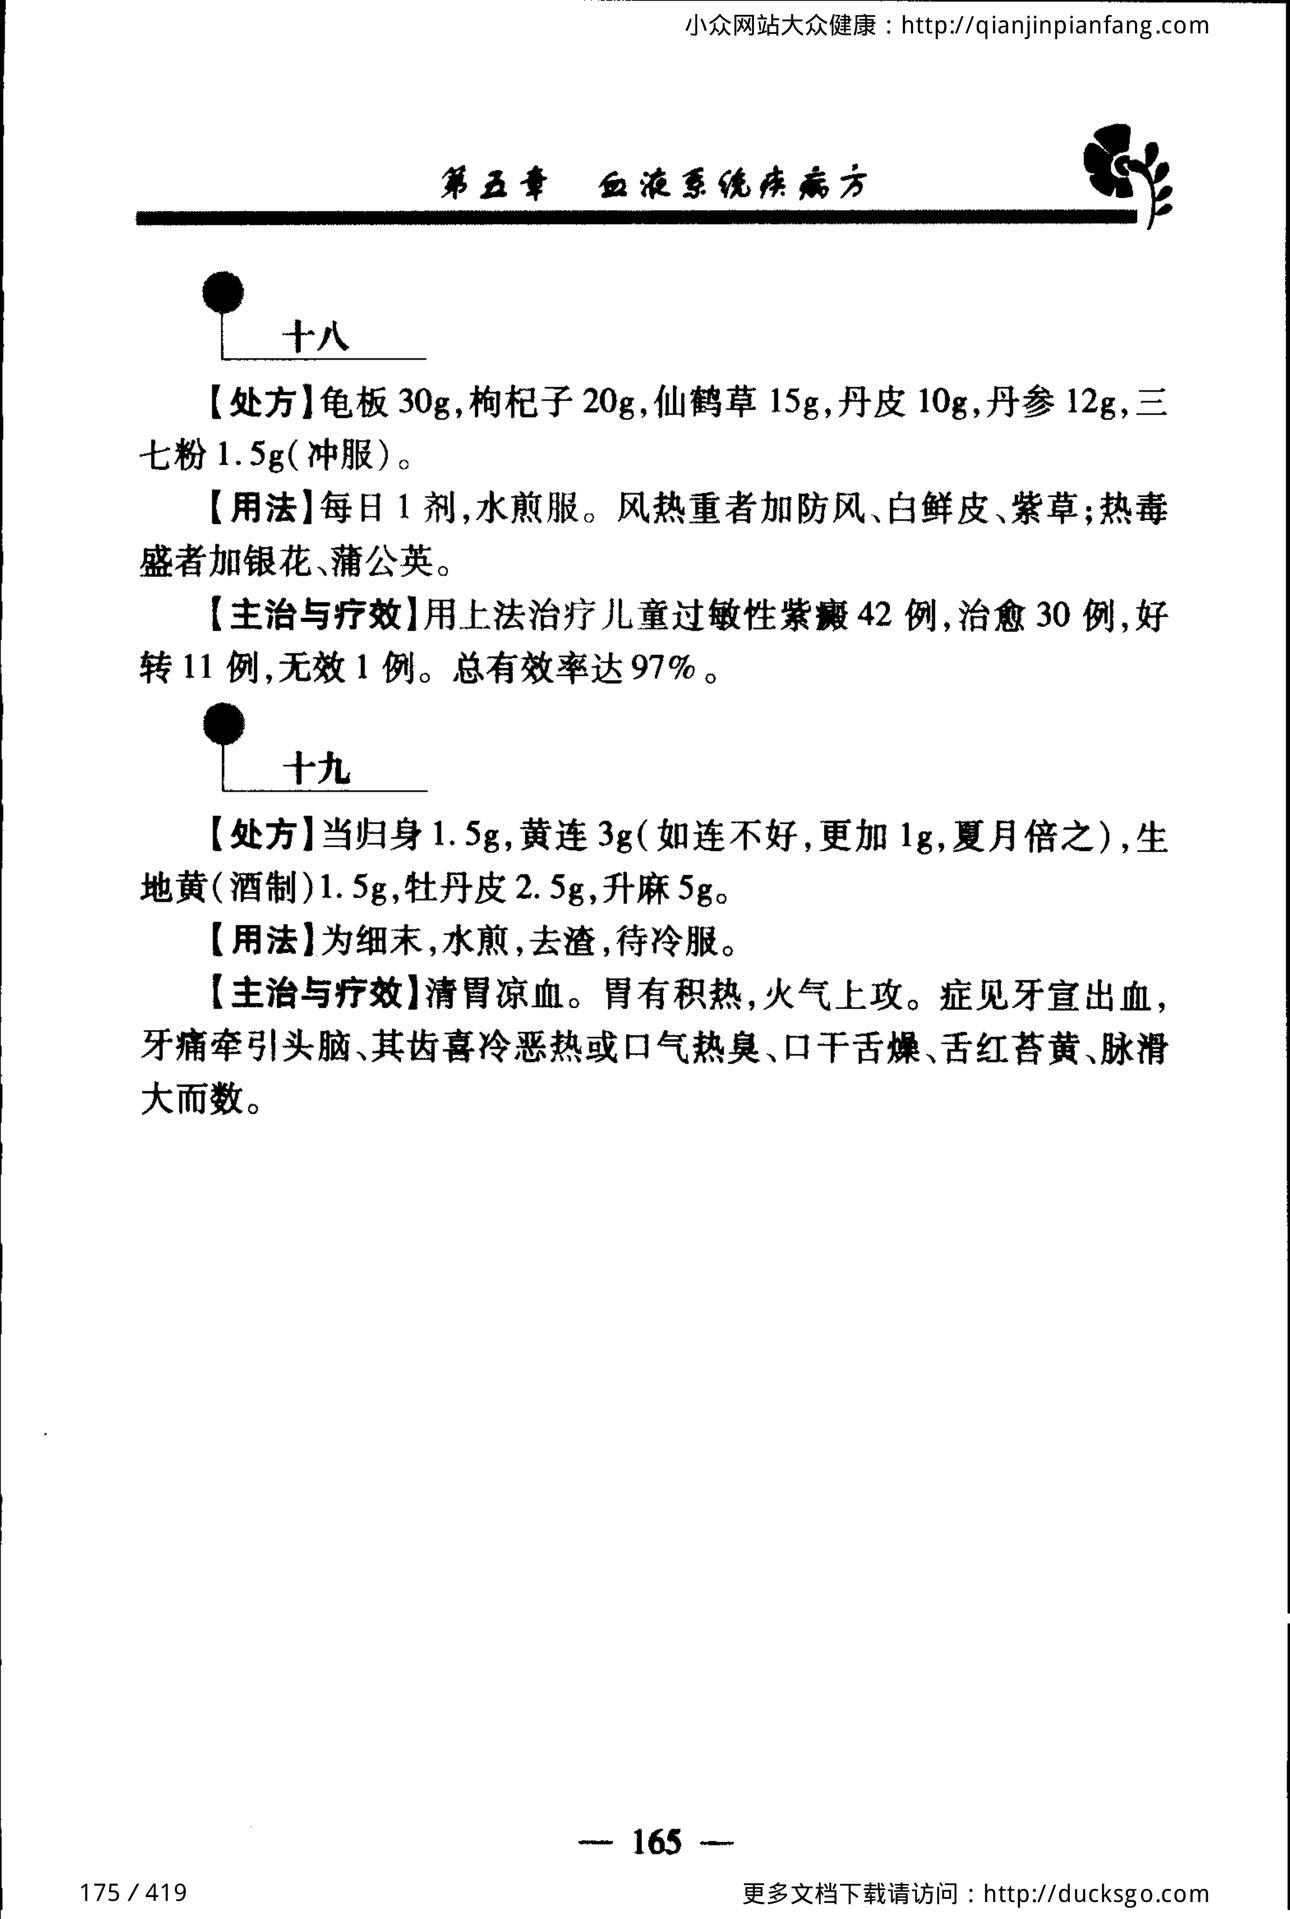 小众网站大众健康：http://qianjinpianfang.com
第五章 血液系统疾病方
十八
【处方】龟板 30g,枸杞子 20g,仙鹤草 15g,丹皮 10g,丹参 12g,三
七粉 1.5g(冲服)。
【用法】每日 1 剂,水煎服。风热重者加防风、白鲜皮、紫草;热毒
盛者加银花、蒲公英。
【主治与疗效】用上法治疗儿童过敏性紫癜 42 例,治愈 30 例,好
转 11 例,无效 1 例。总有效率达 97%。
十九
【处方】当归身 1.5g,黄连 3g(如连不好,更加 1g,夏月倍之),生
地黄(酒制)1.5g,牡丹皮 2.5g,升麻 5g。
【用法】为细末,水煎,去渣,待冷服。
【主治与疗效】清胃凉血。胃有积热,火气上攻。症见牙宣出血,
牙痛牵引头脑、其齿喜冷恶热或口气热臭、口干舌燥、舌红苔黄、脉滑
大而数。
— 165 —
175 / 419
更多文档下载请访问：http://ducksgo.com